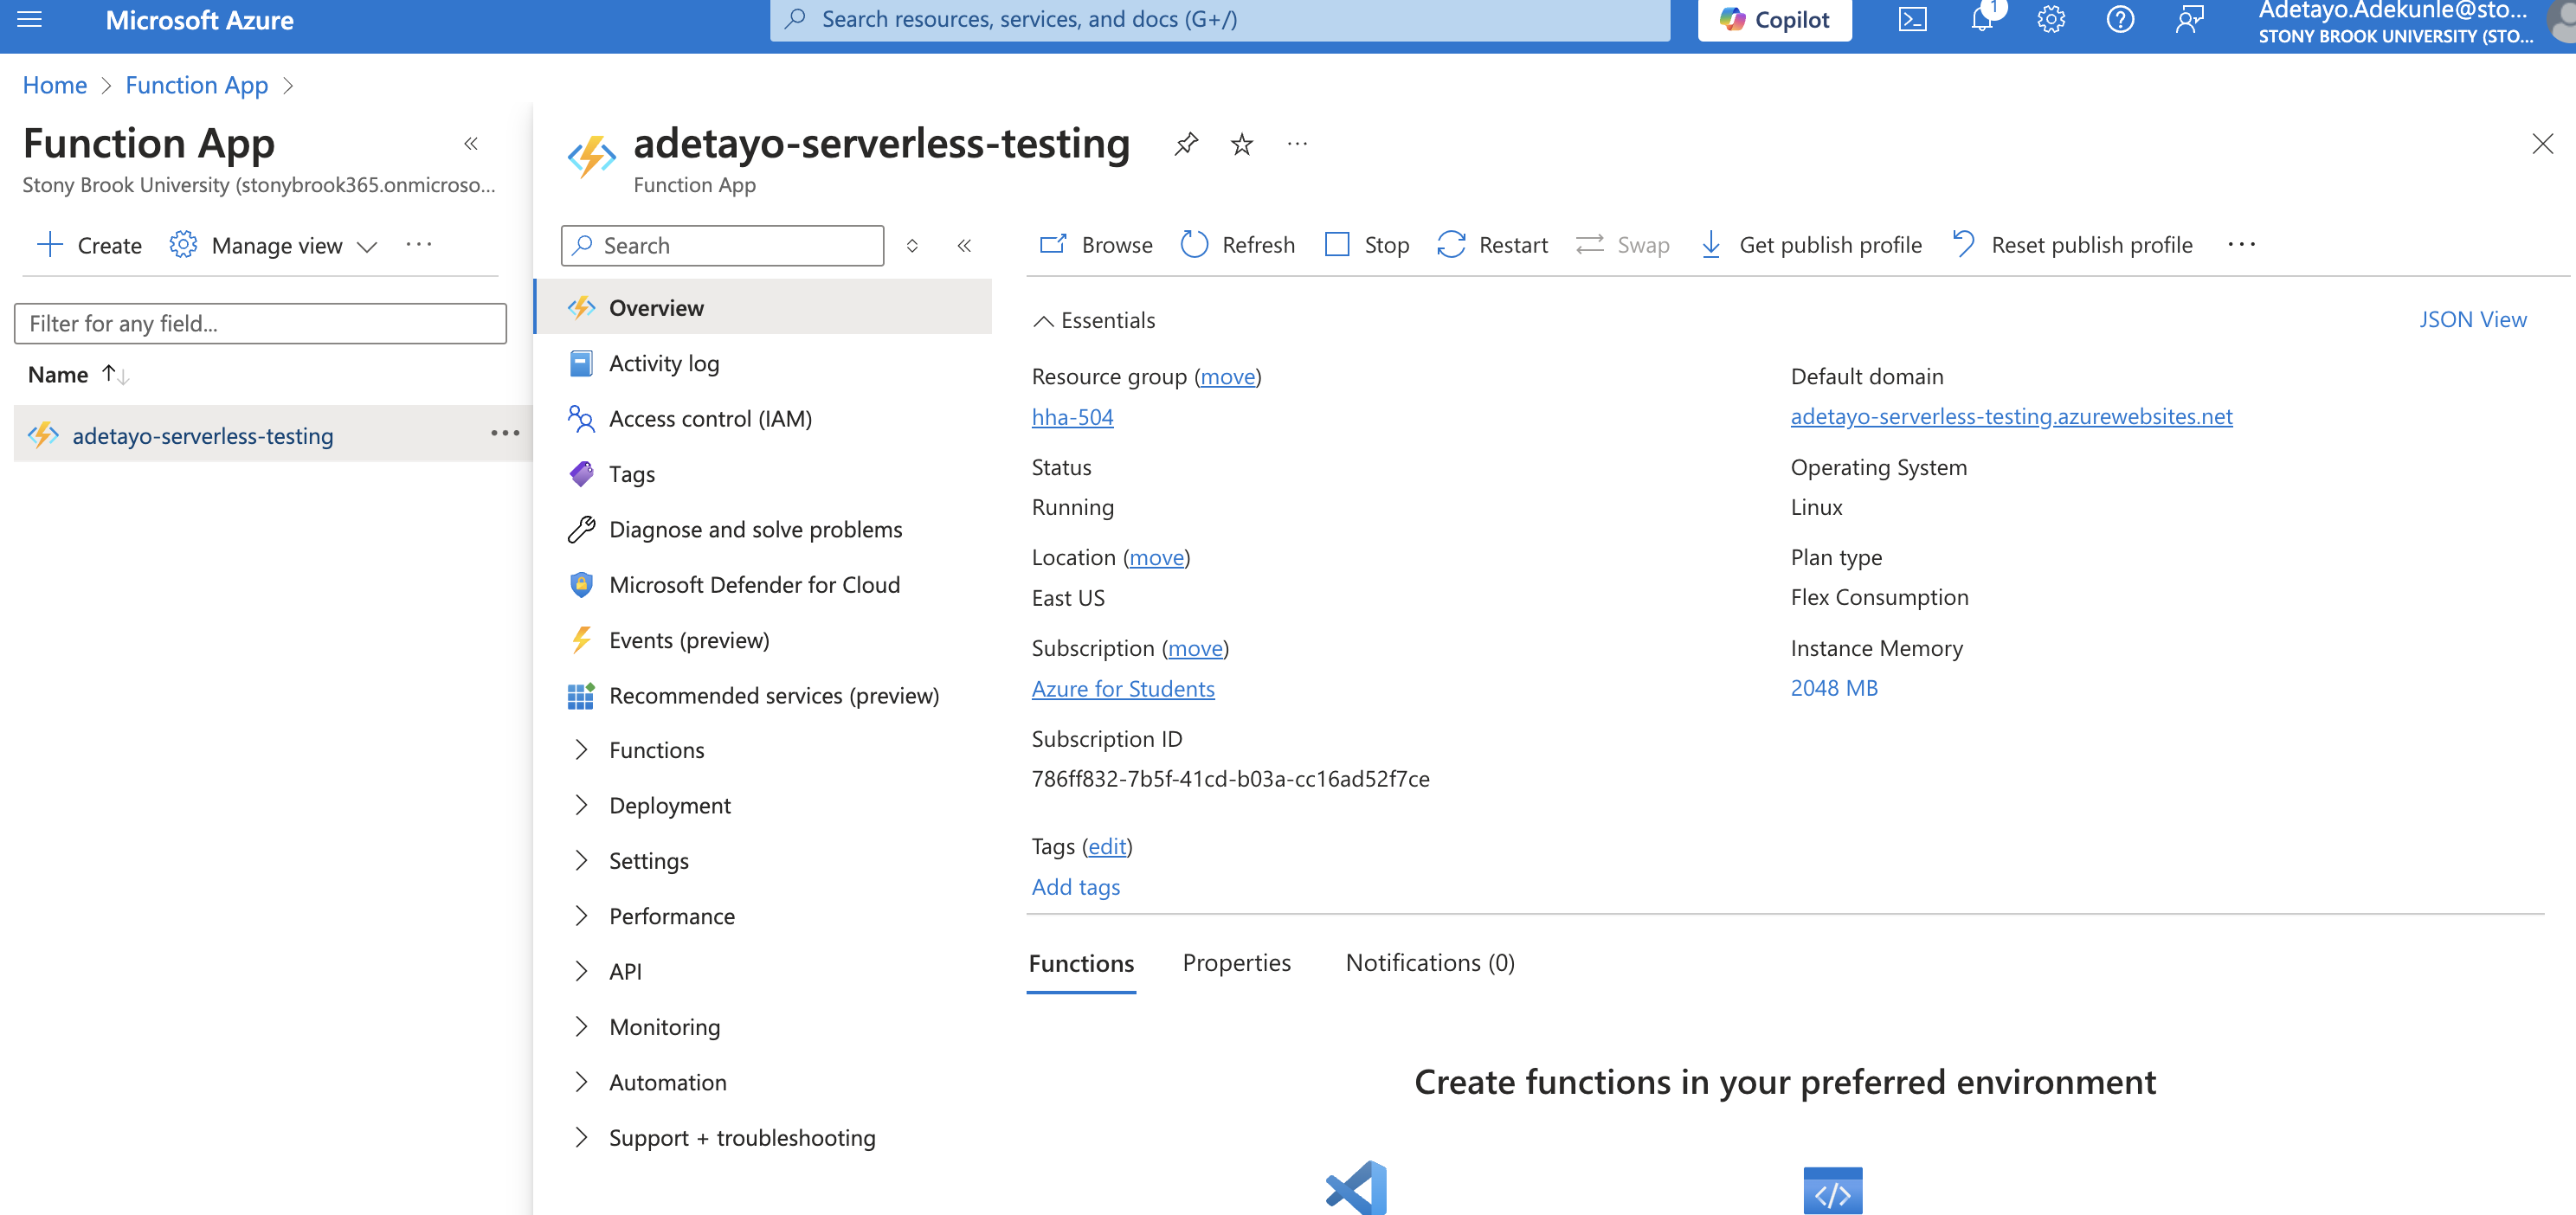 Microsoft Azure
Search resources, services, and docs (G+/)
Copilot
1
Adetayo.Adekunle@sto...
STONY BROOK UNIVERSITY (STO...
Home > Function App >
Function App
Stony Brook University (stonybrook365.onmicroso...
Create
Manage view
Filter for any field...
Name
adetayo-serverless-testing
adetayo-serverless-testing
Function App
Search
Overview
Activity log
Access control (IAM)
Tags
Diagnose and solve problems
Microsoft Defender for Cloud
Events (preview)
Recommended services (preview)
Functions
Deployment
Settings
Performance
API
Monitoring
Automation
Support + troubleshooting
Browse
Refresh
Stop
Restart
Swap
Get publish profile
Reset publish profile
Essentials
JSON View
Resource group (move)
hha-504
Status
Running
Location (move)
East US
Subscription (move)
Azure for Students
Subscription ID
786ff832-7b5f-41cd-b03a-cc16ad52f7ce
Default domain
adetayo-serverless-testing.azurewebsites.net
Operating System
Linux
Plan type
Flex Consumption
Instance Memory
2048 MB
Tags (edit)
Add tags
Functions
Properties
Notifications (0)
Create functions in your preferred environment